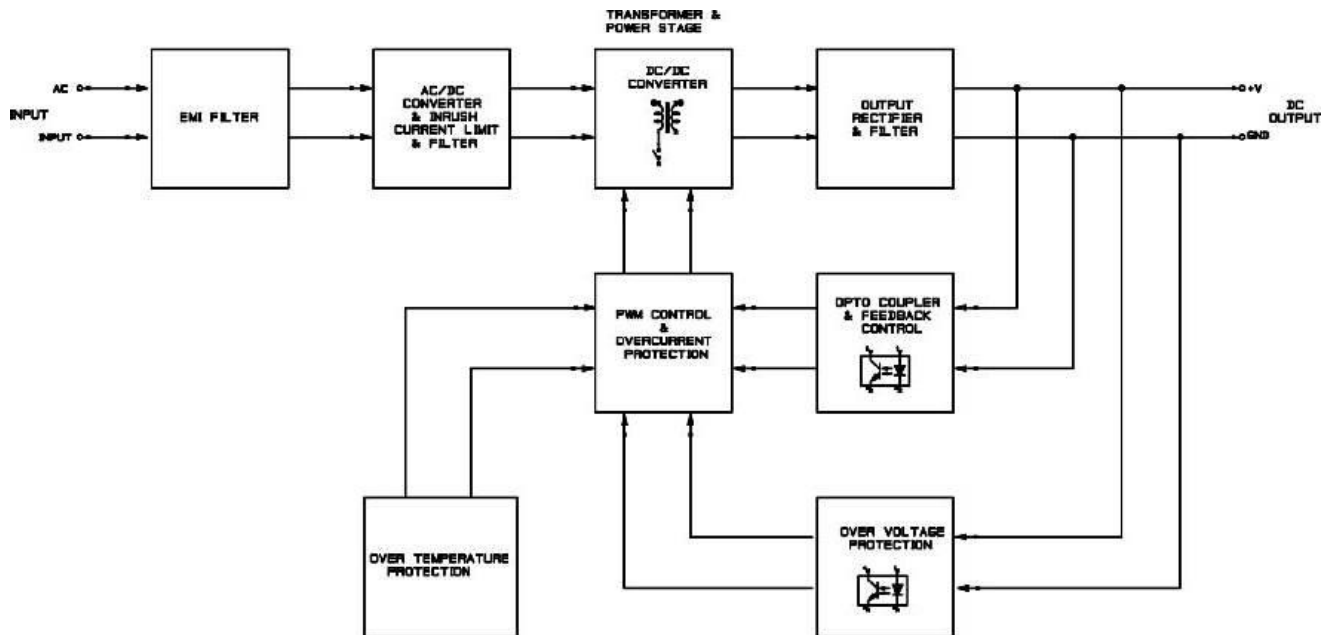 TRANSFORMER &
POWER STAGE
AC
INPUT
INPUT
EMI FILTER
AC/DC
CONVERTER
& INRUSH
CURRENT LIMIT
& FILTER
DC/DC
CONVERTER
OUTPUT
RECTIFIER
& FILTER
+V
DC
OUTPUT
GND
PWM CONTROL
&
OVERCURRENT
PROTECTION
OPTO COUPLER
& FEEDBACK
CONTROL
OVER TEMPERATURE
PROTECTION
OVER VOLTAGE
PROTECTION